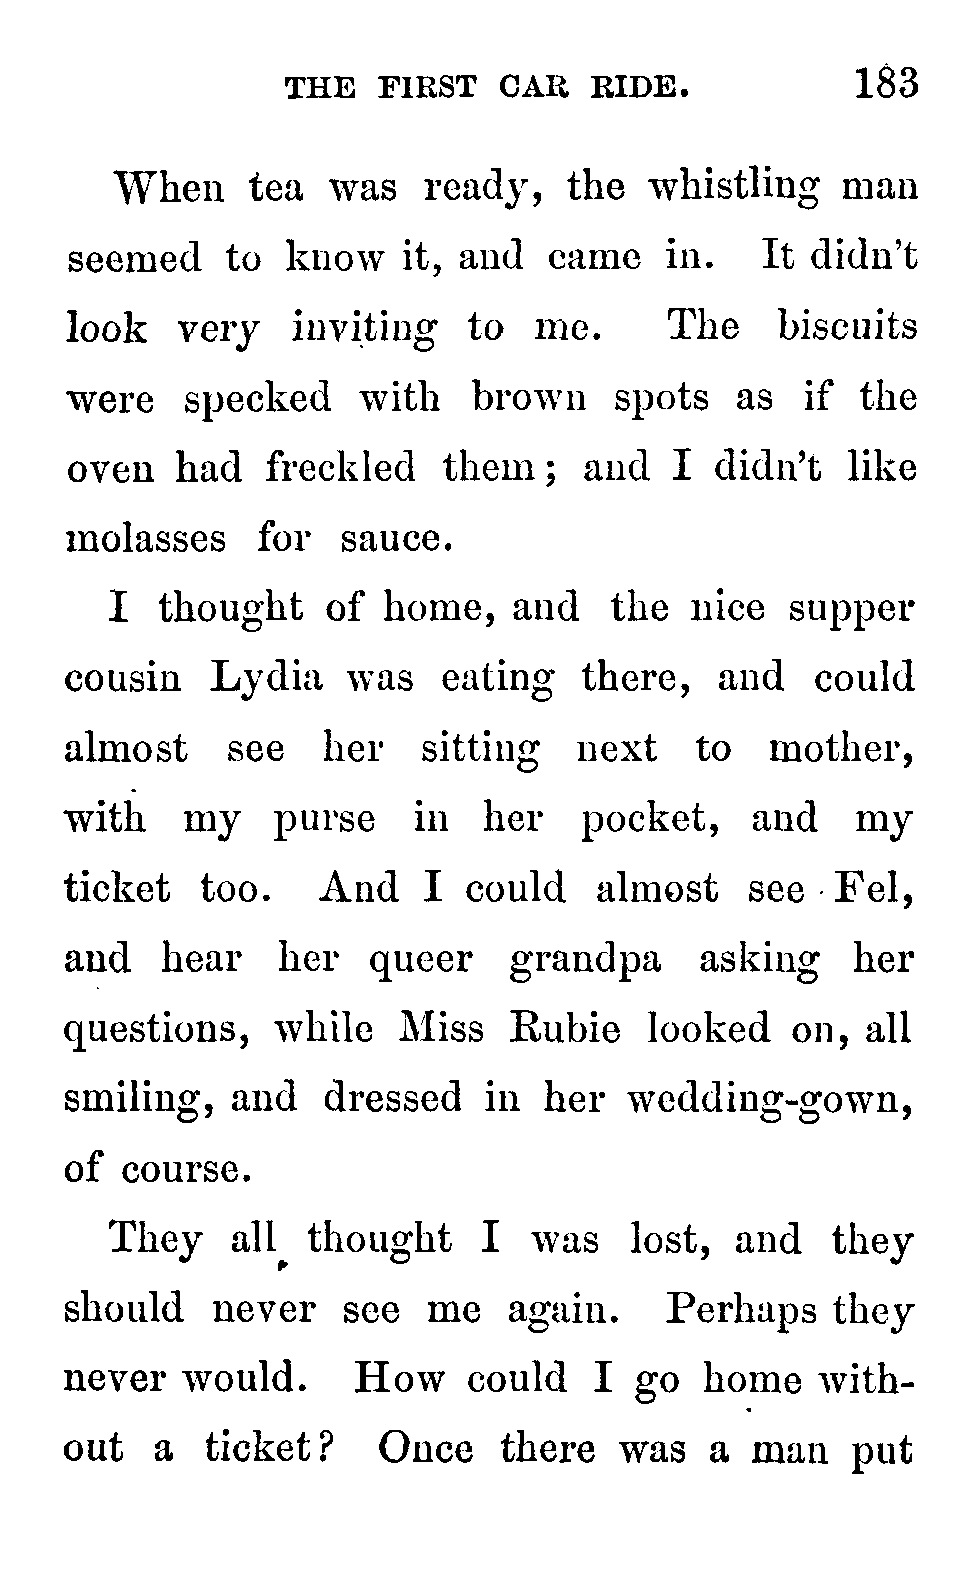 THE FIRST CAR RIDE. 183
When tea was ready, the whistling man
seemed to know it, and came in. It didn't
look very inviting to me. The biscuits
were specked with brown spots as if the
oven had freckled them; and I didn't like
molasses for sauce.
I thought of home, and the nice supper
cousin Lydia was eating there, and could
almost see her sitting next to mother,
with my purse in her pocket, and my
ticket too. And I could almost see Fel,
and hear her queer grandpa asking her
questions, while Miss Rubie looked on, all
smiling, and dressed in her wedding-gown,
of course.
They all thought I was lost, and they
should never see me again. Perhaps they
never would. How could I go home with-
out a ticket? Once there was a man put